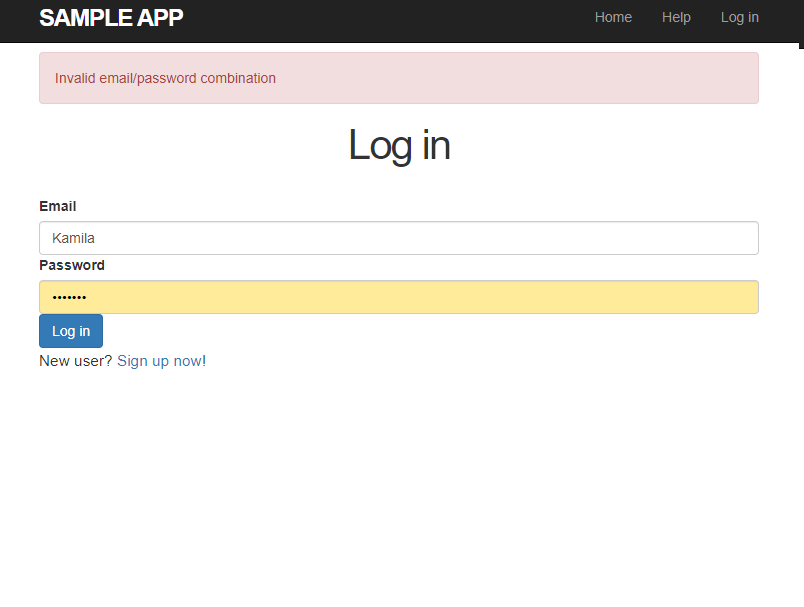 SAMPLE APP Home Help Log in
Invalid email/password combination
Log in
Email
Kamila
Password
•••••••
Log in
New user? Sign up now!